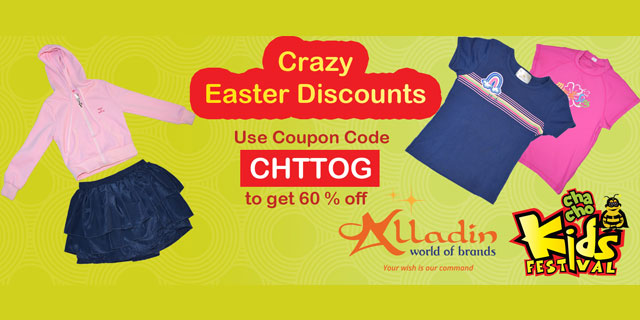 Crazy
Easter Discounts
Use Coupon Code
CHTTOG
to get 60 % off
Alladin
world of brands
Your wish is our command
Cha
cho
Kids
FESTIVAL